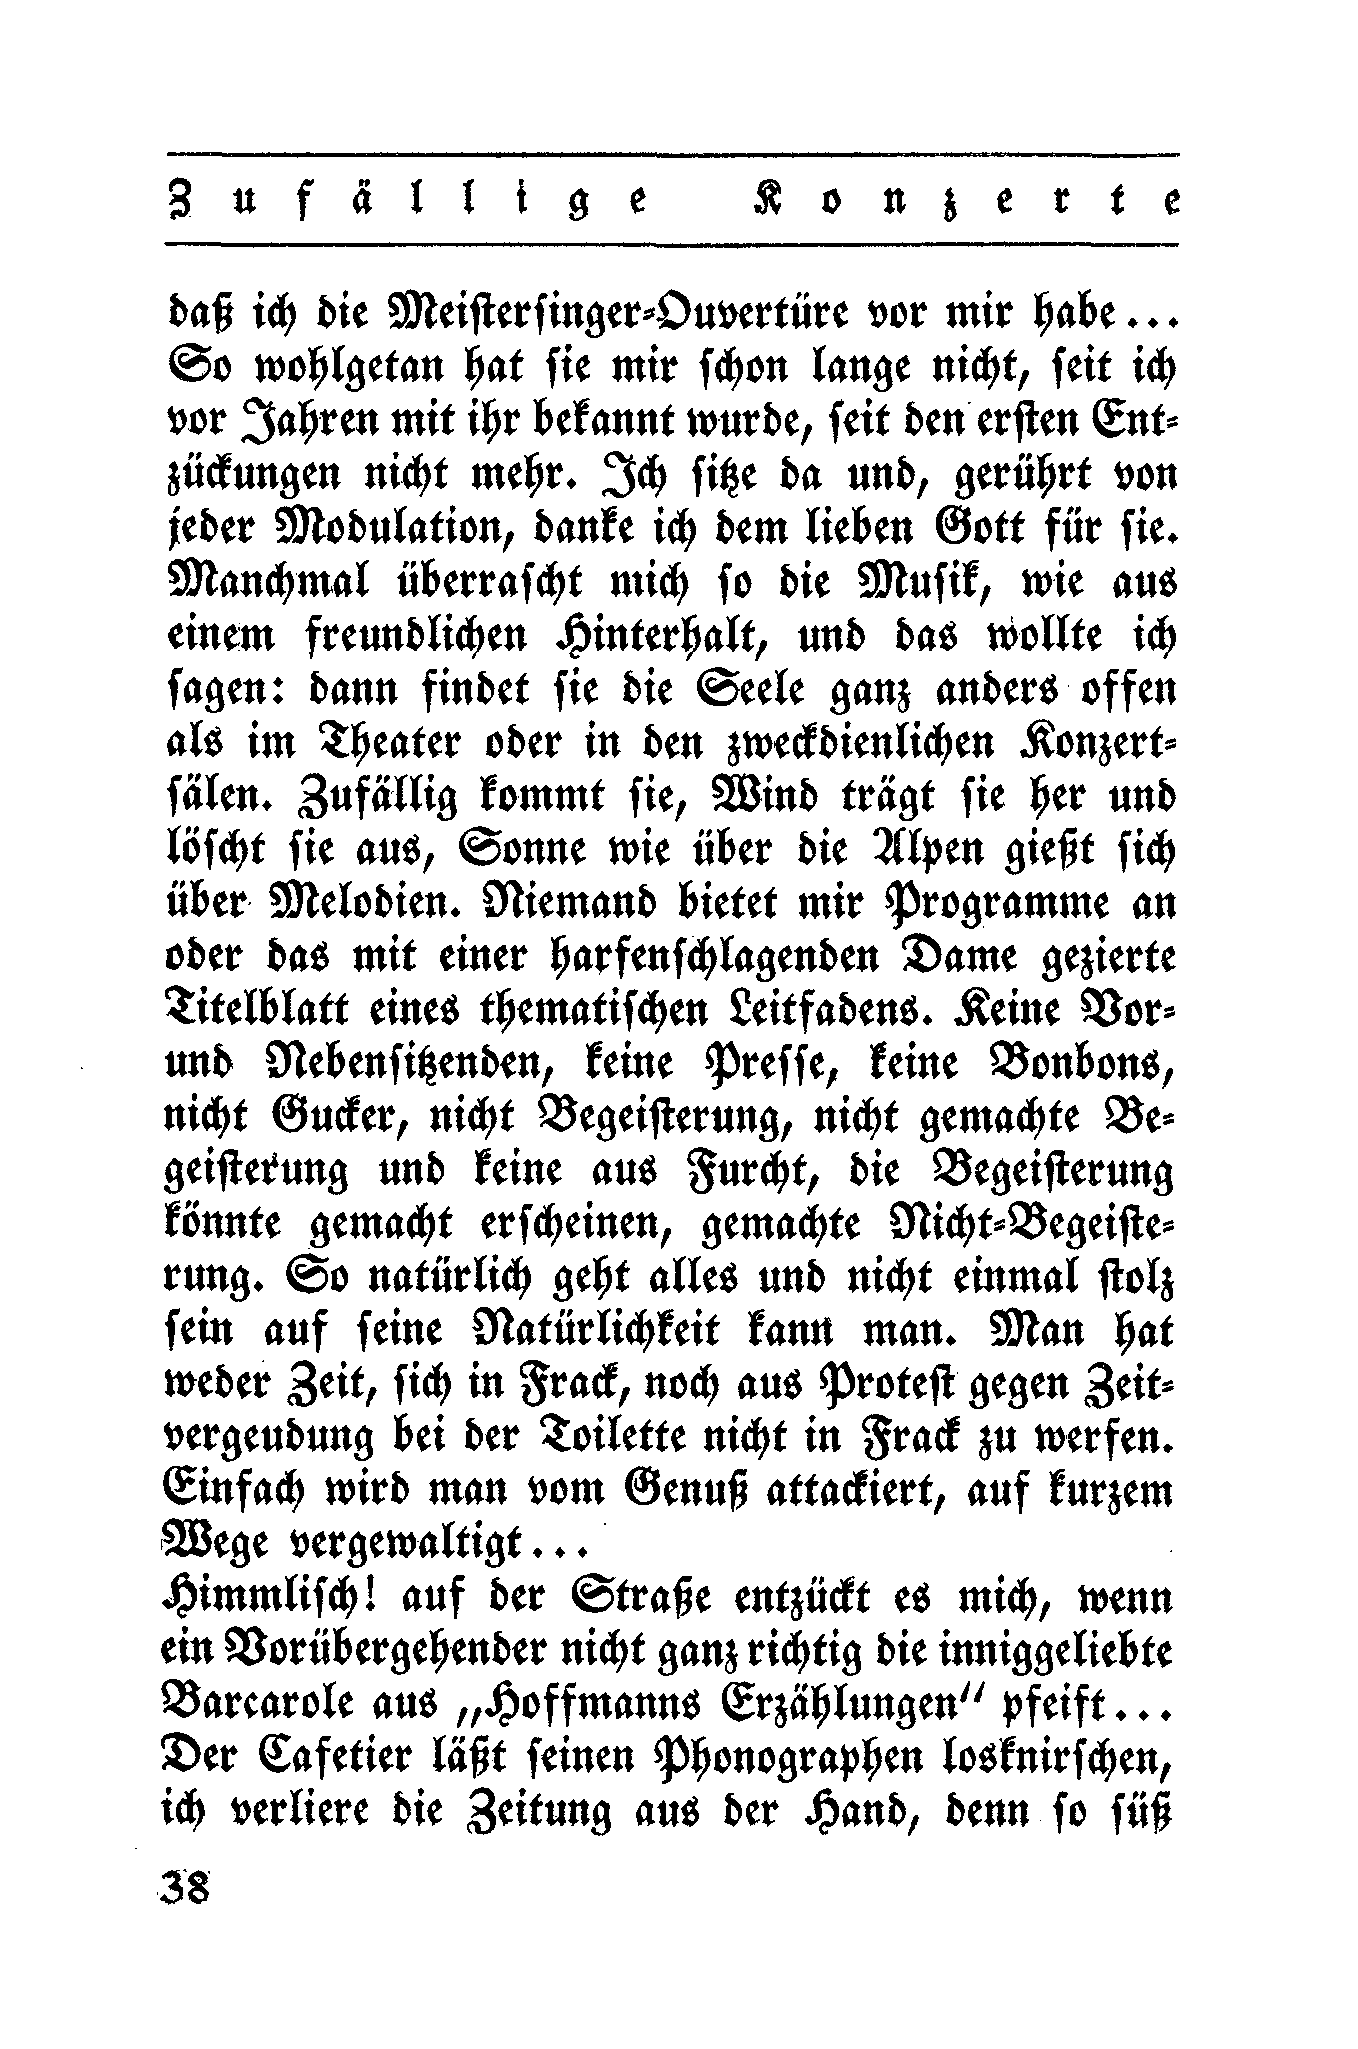 Zufällige Konzerte
daß ich die Meistersinger-Ouvertüre vor mir habe...
So wohlgetan hat sie mir schon lange nicht, seit ich
vor Jahren mit ihr bekannt wurde, seit den ersten Ent-
zückungen nicht mehr. Ich sitze da und, gerührt von
jeder Modulation, danke ich dem lieben Gott für sie.
Manchmal überrascht mich so die Musik, wie aus
einem freundlichen Hinterhalt, und das wollte ich
sagen: dann findet sie die Seele ganz anders offen
als im Theater oder in den zweckdienlichen Konzert-
sälen. Zufällig kommt sie, Wind trägt sie her und
löscht sie aus, Sonne wie über die Alpen gießt sich
über Melodien. Niemand bietet mir Programme an
oder das mit einer harfenschlagenden Dame gezierte
Titelblatt eines thematischen Leitfadens. Keine Vor-
und Nebensitzenden, keine Presse, keine Bonbons,
nicht Gucker, nicht Begeisterung, nicht gemachte Be-
geisterung und keine aus Furcht, die Begeisterung
könnte gemacht erscheinen, gemachte Nicht-Begeiste-
rung. So natürlich geht alles und nicht einmal stolz
sein auf seine Natürlichkeit kann man. Man hat
weder Zeit, sich in Frack, noch aus Protest gegen Zeit-
vergeudung bei der Toilette nicht in Frack zu werfen.
Einfach wird man vom Genuß attackiert, auf kurzem
Wege vergewaltigt...
Himmlisch! auf der Straße entzückt es mich, wenn
ein Vorübergehender nicht ganz richtig die inniggeliebte
Barcarole aus „Hoffmanns Erzählungen" pfeift...
Der Cafetier läßt seinen Phonographen losknirschen,
ich verliere die Zeitung aus der Hand, denn so süß
38